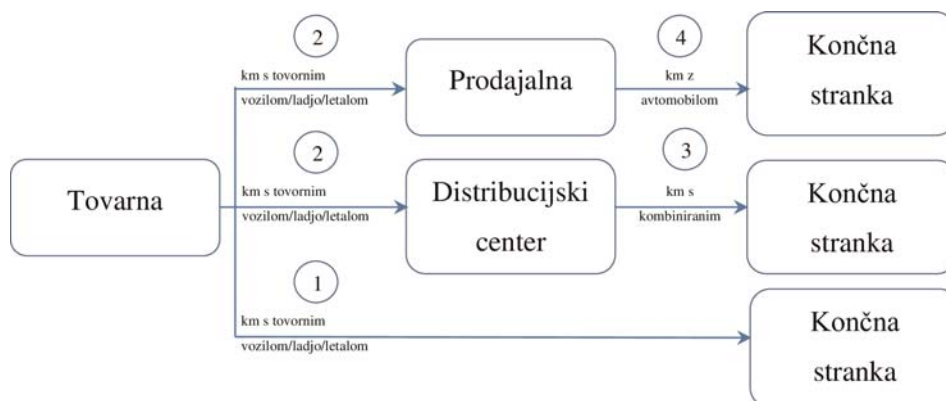 2
4
km s tovornim
vozilom/ladjo/letalom
Prodajalna
km z
avtomobilom
Končna
stranka
2
3
Tovarna
km s tovornim
vozilom/ladjo/letalom
Distribucijski
center
km s
kombiniranim
Končna
stranka
1
km s tovornim
vozilom/ladjo/letalom
Končna
stranka